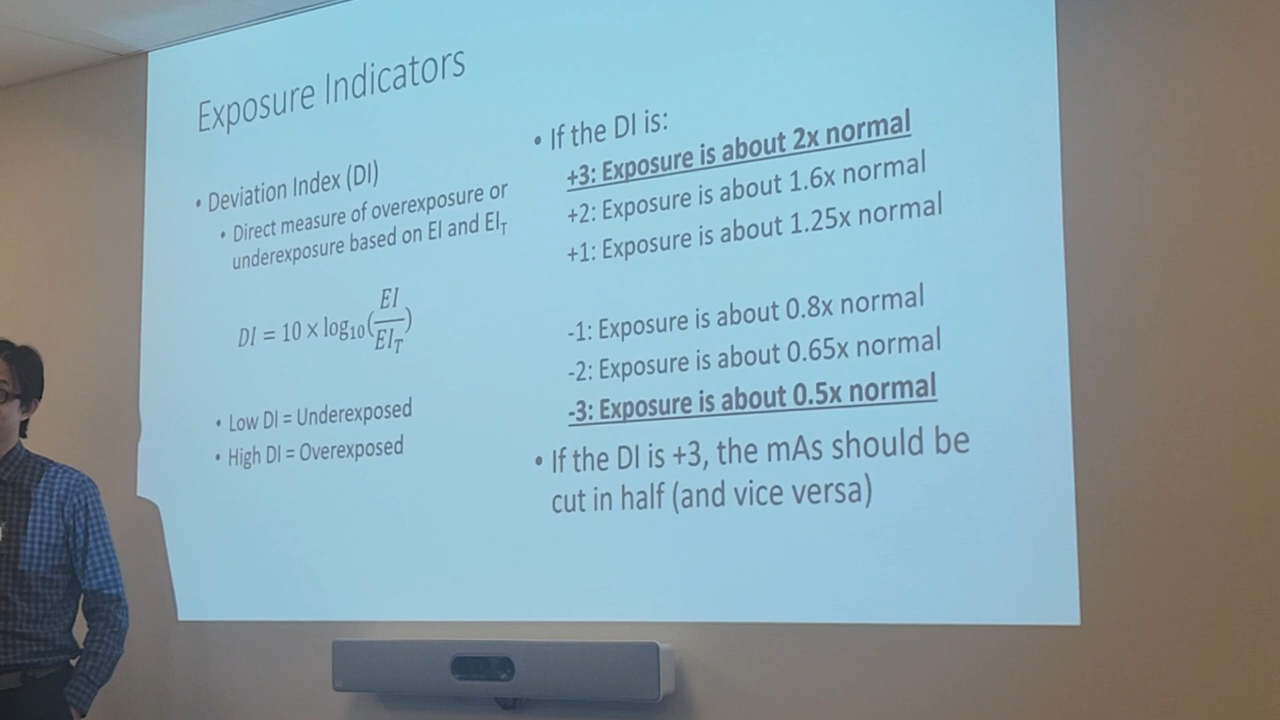 Exposure Indicators
• Deviation Index (DI)
• Direct measure of overexposure or
underexposure based on EI and EI_T
DI = 10 × log₁₀(EI/EI_T)
• Low DI = Underexposed
• High DI = Overexposed
• If the DI is:
+3: Exposure is about 2x normal
+2: Exposure is about 1.6x normal
+1: Exposure is about 1.25x normal
-1: Exposure is about 0.8x normal
-2: Exposure is about 0.65x normal
-3: Exposure is about 0.5x normal
• If the DI is +3, the mAs should be
cut in half (and vice versa)